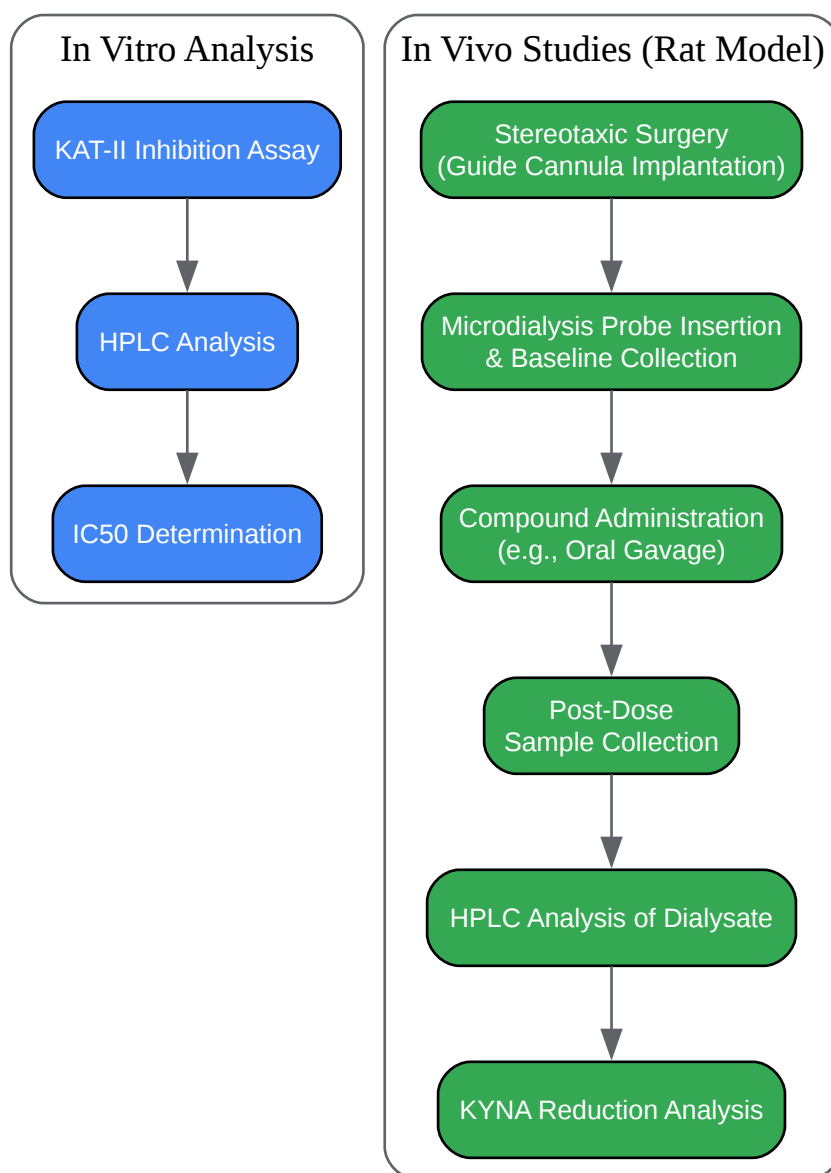 In Vitro Analysis
KAT-II Inhibition Assay
HPLC Analysis
IC50 Determination
In Vivo Studies (Rat Model)
Stereotaxic Surgery
(Guide Cannula Implantation)
Microdialysis Probe Insertion
& Baseline Collection
Compound Administration
(e.g., Oral Gavage)
Post-Dose
Sample Collection
HPLC Analysis of Dialysate
KYNA Reduction Analysis